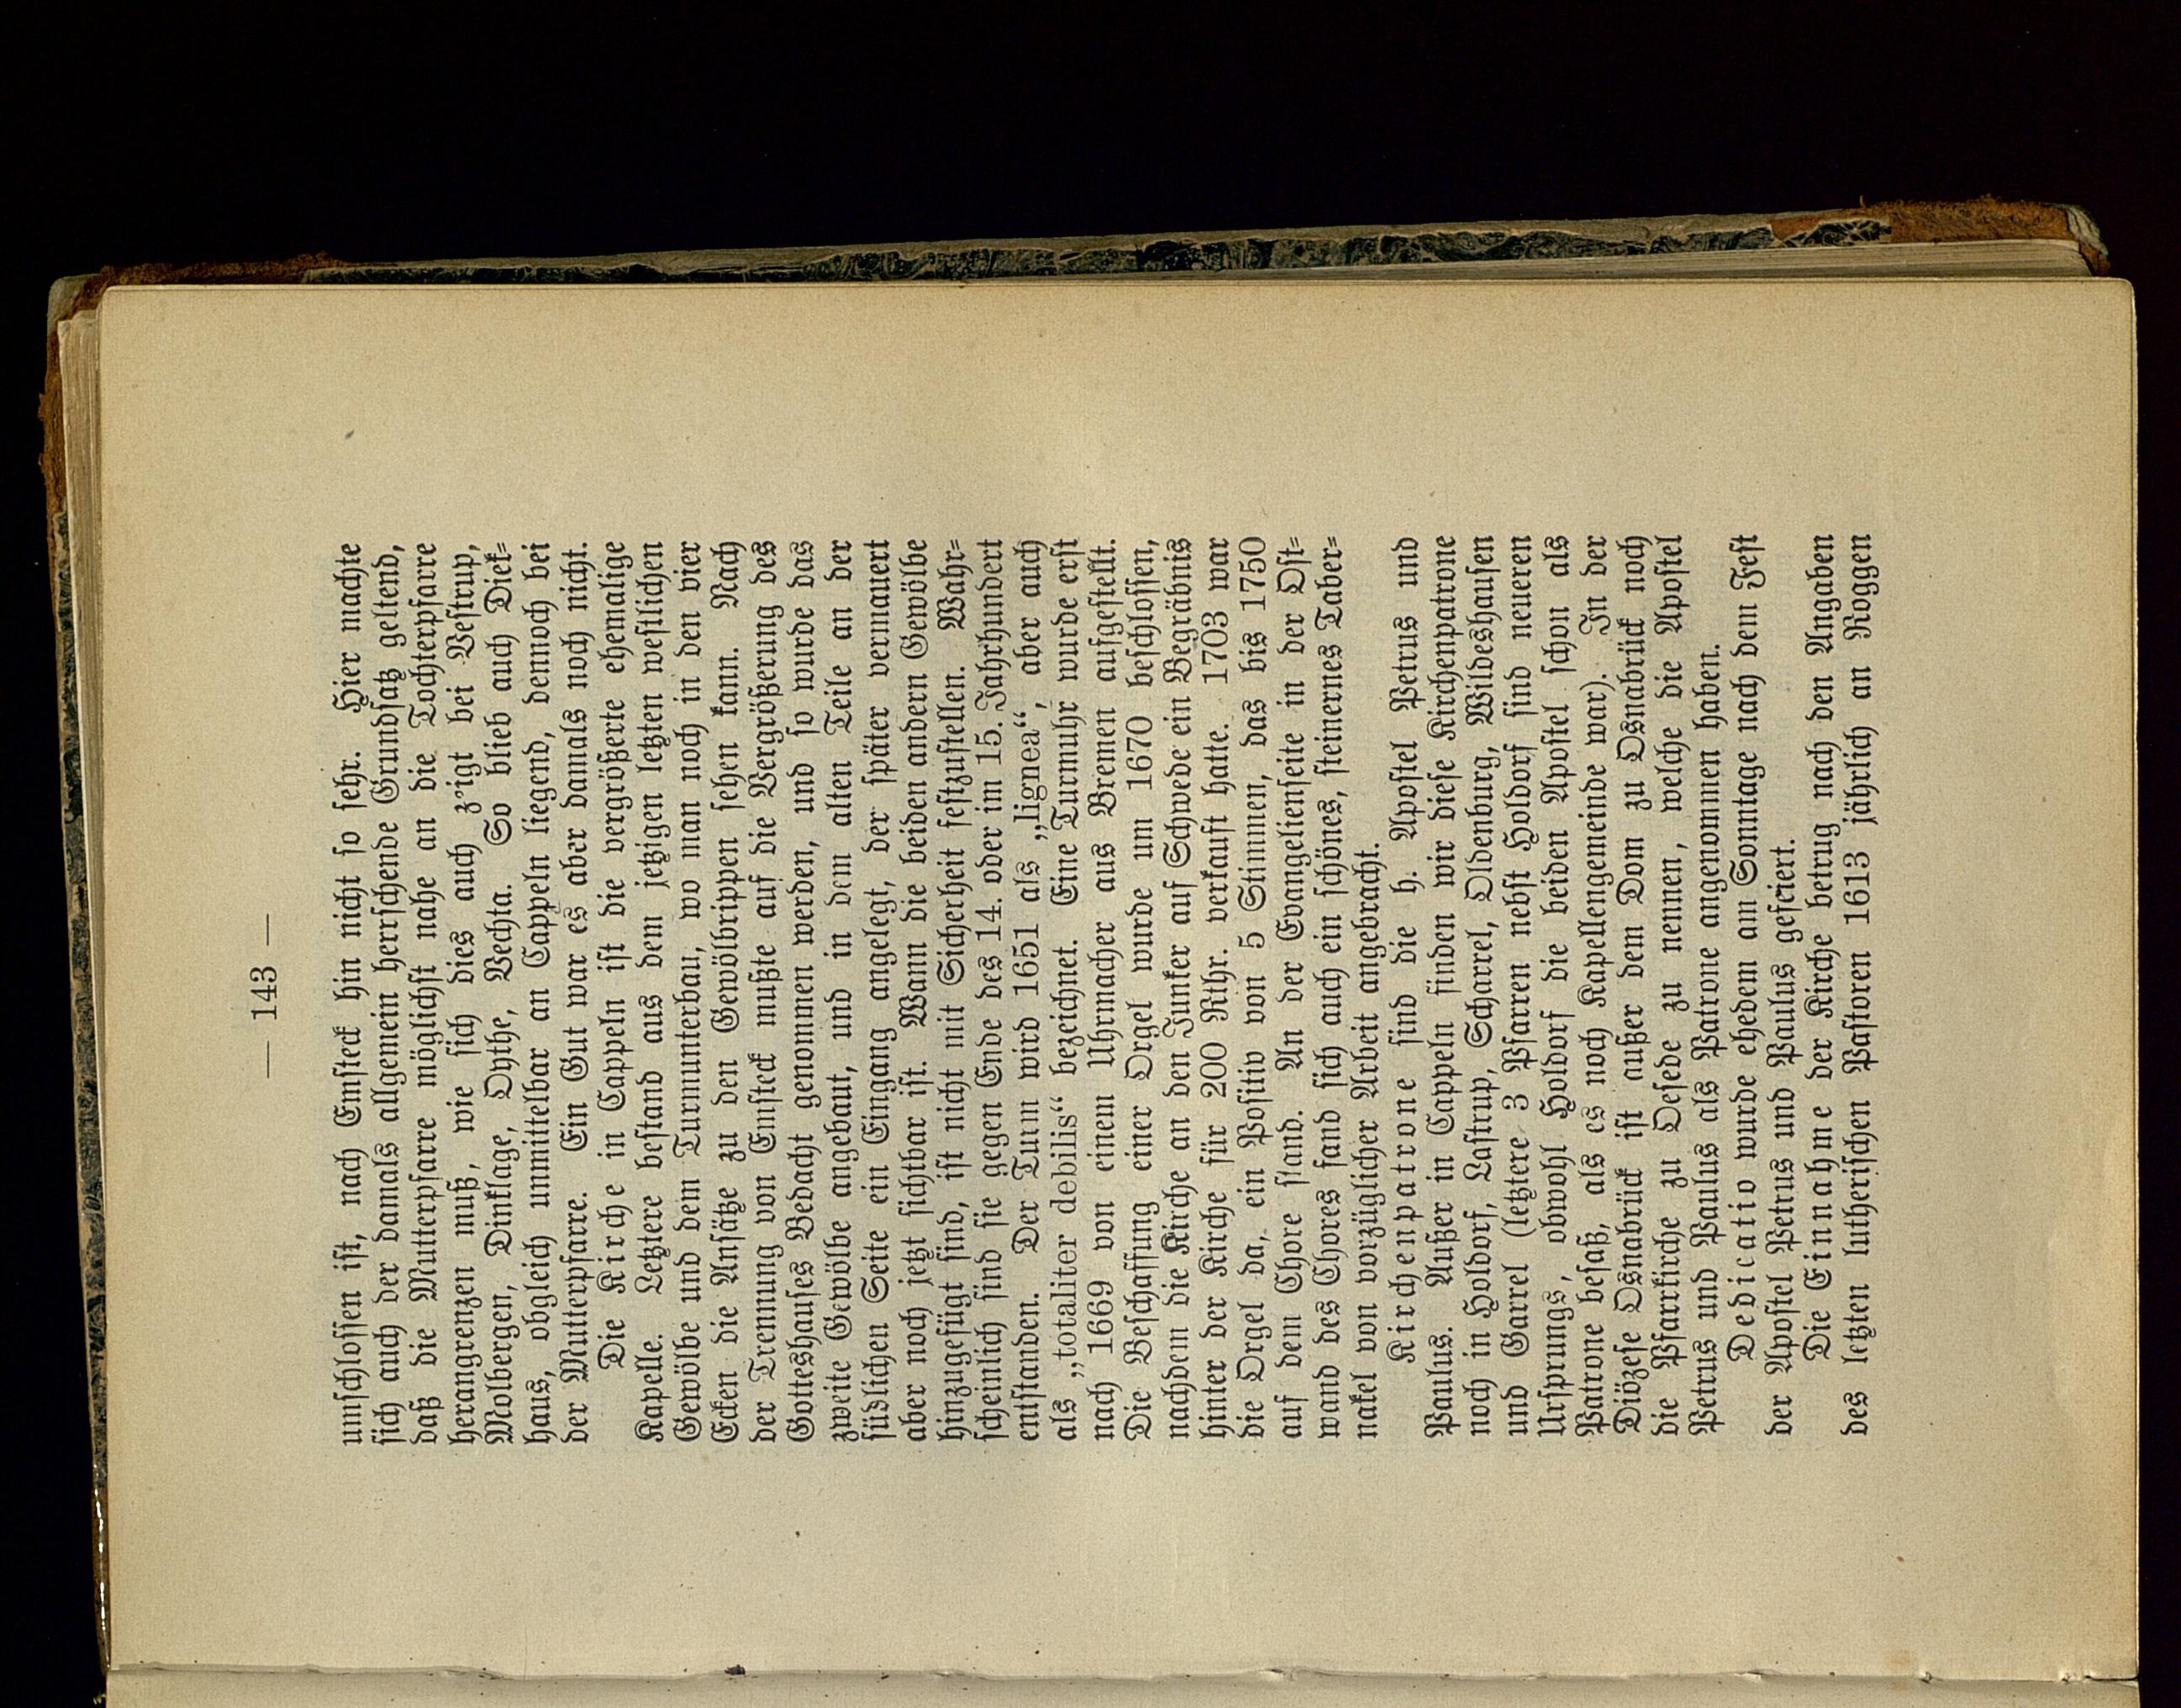 — 143 —
umſchloſſen iſt, nach Emſteck hin nicht ſo ſehr. Hier machte
ſich auch der damals allgemein herrſchende Grundſatz geltend,
daß die Mutterpfarre möglichſt nahe an die Tochterpfarre
herangrenzen muß, wie ſich dies auch z'igt bei Veſtrup,
Molbergen, Dinklage, Oythe, Vechta. So blieb auch Diek⸗
haus, obgleich unmittelbar an Cappeln liegend, dennoch bei
der Mutterpfarre. Ein Gut war es aber damals noch nicht.
Die Kirche in Cappeln iſt die vergrößerte ehemalige
Kapelle. Letztere beſtand aus dem jetzigen letzten weſtlichen
Gewölbe und dem Turmunterbau, wo man noch in den vier
Ecken die Anſätze zu den Gewölbrippen ſehen kann. Nach
der Trennung von Emſteck mußte auf die Vergrößerung des
Gotteshauſes Bedacht genommen werden, und ſo wurde das
zweite Gewölbe angebaut, und in dem alten Teile an der
ſüdlichen Seite ein Eingang angelegt, der ſpäter vermauert
aber noch jetzt ſichtbar iſt. Wann die beiden andern Gewölbe
hinzugefügt ſind, iſt nicht mit Sicherheit feſtzuſtellen. Wahr⸗
ſcheinlich ſind ſie gegen Ende des 14. oder im 15. Jahrhundert
entſtanden. Der Turm wird 1651 als „lignea“, aber auch
als „totaliter debilis“ bezeichnet. Eine Turmuhr wurde erſt
nach 1669 von einem Uhrmacher aus Bremen aufgeſtellt.
Die Beſchaffung einer Orgel wurde um 1670 beſchloſſen,
nachdem die Kirche an den Junker auf Schwede ein Begräbnis
hinter der Kirche für 200 Rthr. verkauft hatte. 1703 war
die Orgel da, ein Poſitiv von 5 Stimmen, das bis 1750
auf dem Chore ſtand. An der Evangelienſeite in der Oſt⸗
wand des Chores fand ſich auch ein ſchönes, ſteinernes Taber⸗
nakel von vorzüglicher Arbeit angebracht.
Kirchenpatrone ſind die h. Apoſtel Petrus und
Paulus. Außer in Cappeln finden wir dieſe Kirchenpatrone
noch in Holdorf, Laſtrup, Scharrel, Oldenburg, Wildeshauſen
und Garrel (letztere 3 Pfarren nebſt Holdorf ſind neueren
Urſprungs, obwohl Holdorf die beiden Apoſtel ſchon als
Patrone beſaß, als es noch Kapellengemeinde war). In der
Diözeſe Osnabrück iſt außer dem Dom zu Osnabrück noch
die Pfarrkirche zu Oeſede zu nennen, welche die Apoſtel
Petrus und Paulus als Patrone angenommen haben.
Dedicatio wurde ehedem am Sonntage nach dem Feſt
der Apoſtel Petrus und Paulus gefeiert.
Die Einnahme der Kirche betrug nach den Angaben
des letzten lutheriſchen Paſtoren 1613 jährlich an Roggen